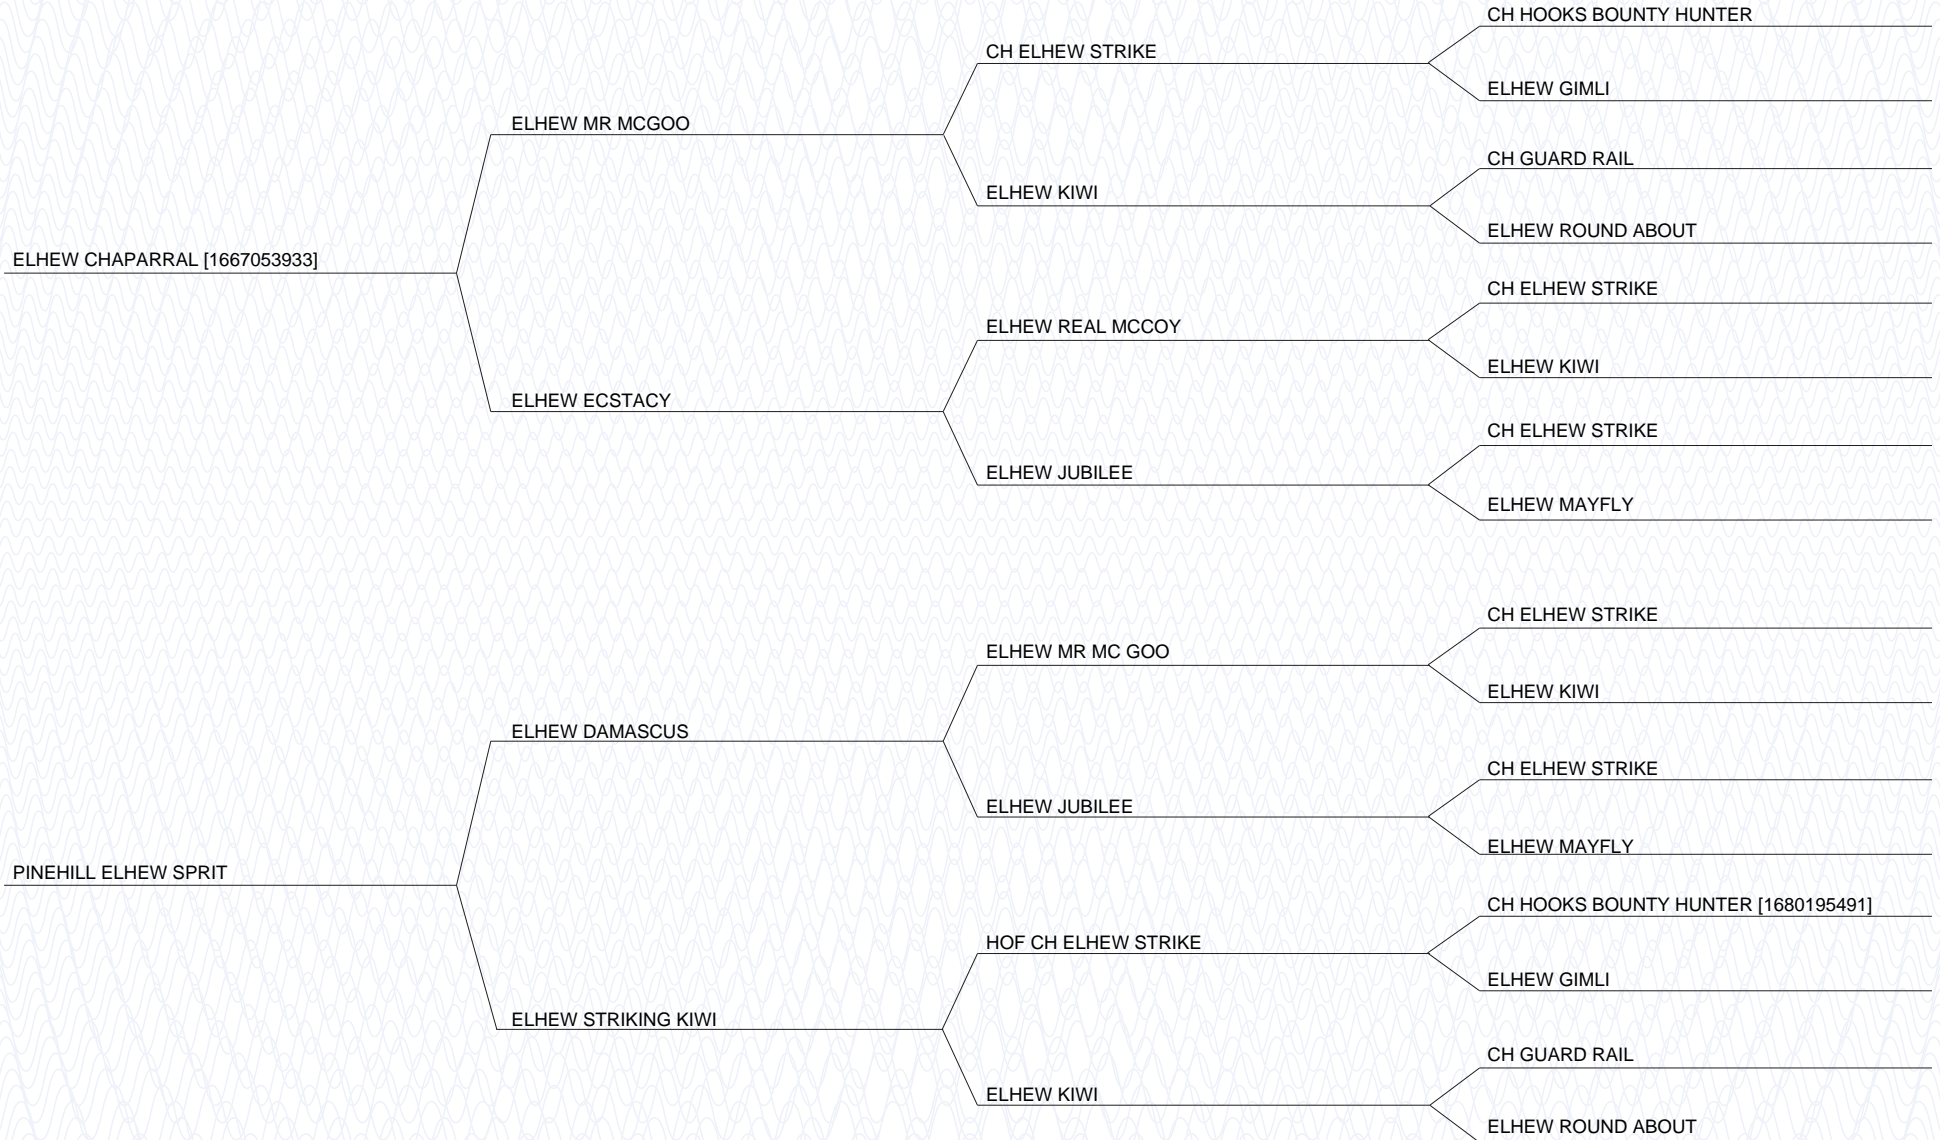 CH HOOKS BOUNTY HUNTER
CH ELHEW STRIKE
ELHEW GIMLI
ELHEW MR MCGOO
CH GUARD RAIL
ELHEW KIWI
ELHEW ROUND ABOUT
ELHEW CHAPARRAL [1667053933]
CH ELHEW STRIKE
ELHEW REAL MCCOY
ELHEW KIWI
ELHEW ECSTACY
CH ELHEW STRIKE
ELHEW JUBILEE
ELHEW MAYFLY
CH ELHEW STRIKE
ELHEW MR MC GOO
ELHEW KIWI
ELHEW DAMASCUS
CH ELHEW STRIKE
ELHEW JUBILEE
ELHEW MAYFLY
PINEHILL ELHEW SPRIT
CH HOOKS BOUNTY HUNTER [1680195491]
HOF CH ELHEW STRIKE
ELHEW GIMLI
ELHEW STRIKING KIWI
CH GUARD RAIL
ELHEW KIWI
ELHEW ROUND ABOUT